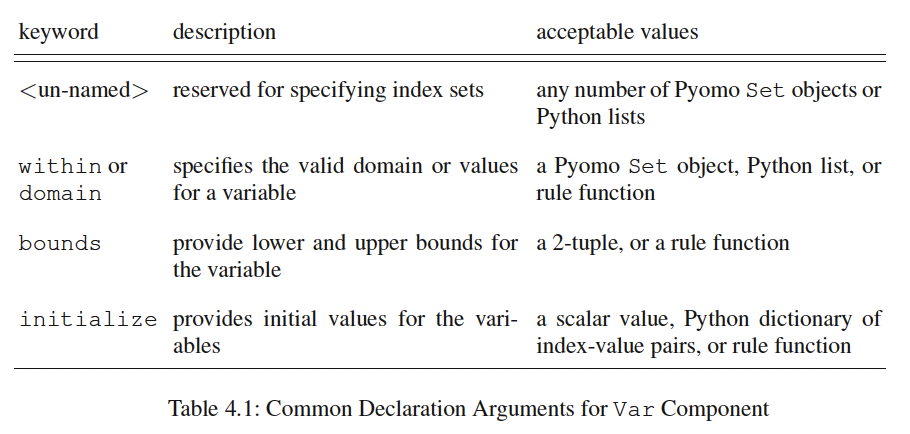 keyword description acceptable values
<un-named> reserved for specifying index sets any number of Pyomo Set objects or
Python lists
within or specifies the valid domain or values a Pyomo Set object, Python list, or
domain for a variable rule function
bounds provide lower and upper bounds for a 2-tuple, or a rule function
the variable
initialize provides initial values for the vari- a scalar value, Python dictionary of
ables index-value pairs, or rule function
Table 4.1: Common Declaration Arguments for Var Component